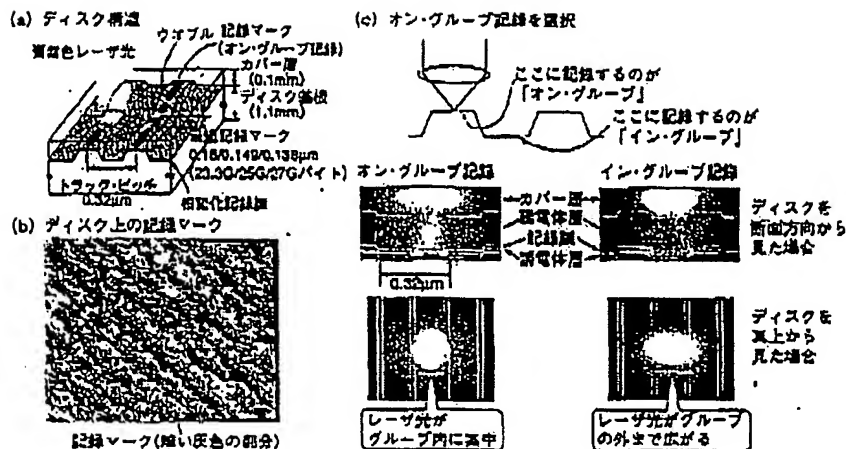 (a) ディスク構造
レーザ光
ウオブル
記録マーク
(オン・グルーブ記録)
カバー層
(0.1mm)
ディスク基板
(1.1mm)
記録マーク
0.16/0.149/0.138μm
(23.3G/25G/27Gバイト)
トラック・ピッチ
0.32μm
相変化記録膜
(b) ディスク上の記録マーク
記録マーク(暗い灰色の部分)
(c) オン・グルーブ記録を選択
ここに記録するのが
「オン・グルーブ」
ここに記録するのが
「イン・グルーブ」
オン・グルーブ記録
イン・グルーブ記録
カバー層
誘電体層
記録膜
誘電体層
0.32μm
ディスクを
断面方向から
見た場合
ディスクを
真上から
見た場合
レーザ光が
グルーブ内に集中
レーザ光がグルーブ
の外まで広がる